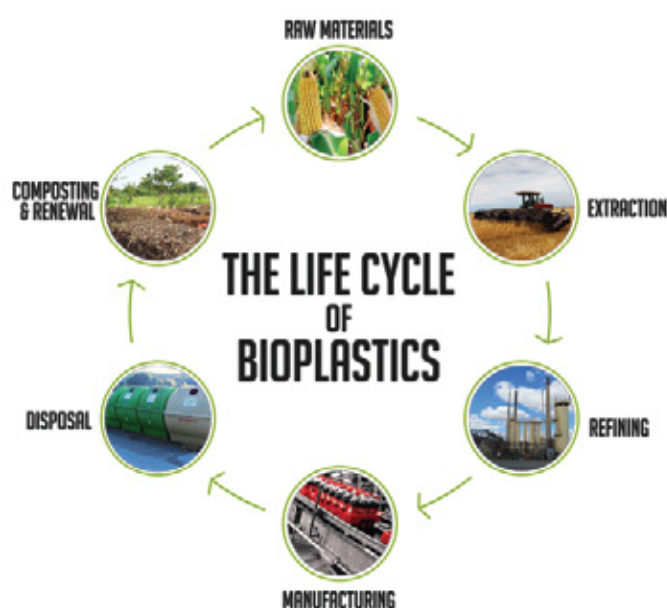 RAW MATERIALS
EXTRACTION
REFINING
MANUFACTURING
DISPOSAL
COMPOSTING
& RENEWAL
THE LIFE CYCLE
OF
BIOPLASTICS